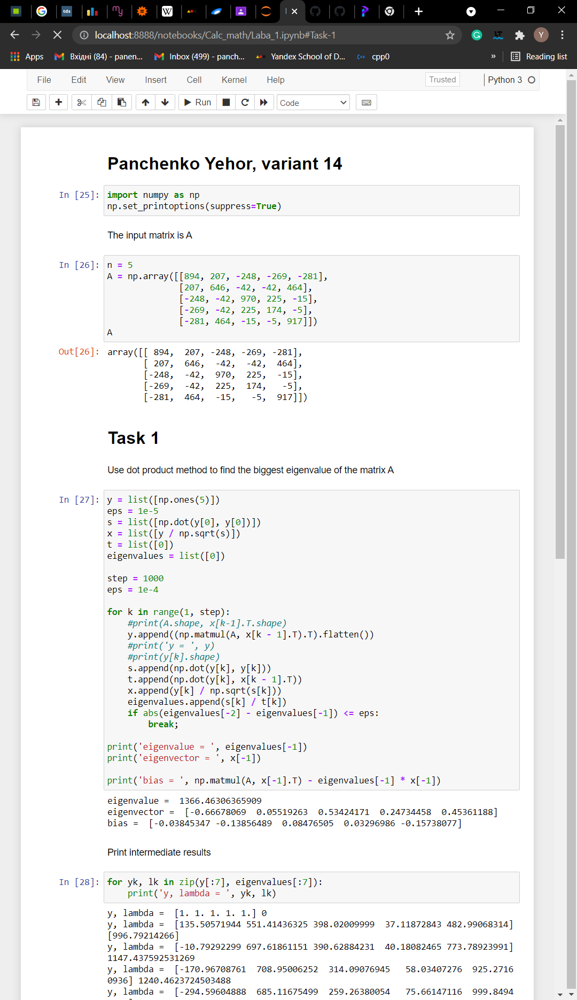 tds
my
W
localhost:8888/notebooks/Calc_math/Laba_1.ipynb#Task-1
Y
Apps
Вхідні (84) - panen...
Inbox (499) - panch...
Yandex School of D...
C++ cpp0
»
Reading list
File Edit View Insert Cell Kernel Help
Trusted
Python 3
Run
Code
Panchenko Yehor, variant 14
In [25]: import numpy as np
np.set_printoptions(suppress=True)
The input matrix is A
In [26]: n = 5
A = np.array([[894, 207, -248, -269, -281],
[207, 646, -42, -42, 464],
[-248, -42, 970, 225, -15],
[-269, -42, 225, 174, -5],
[-281, 464, -15, -5, 917]])
A
Out[26]: array([[ 894, 207, -248, -269, -281],
[ 207, 646, -42, -42, 464],
[-248, -42, 970, 225, -15],
[-269, -42, 225, 174, -5],
[-281, 464, -15, -5, 917]])
Task 1
Use dot product method to find the biggest eigenvalue of the matrix A
In [27]: y = list([np.ones(5)])
eps = 1e-5
s = list([np.dot(y[0], y[0])])
x = list([y / np.sqrt(s)])
t = list([0])
eigenvalues = list([0])
step = 1000
eps = 1e-4
for k in range(1, step):
#print(A.shape, x[k-1].T.shape)
y.append((np.matmul(A, x[k - 1].T).T).flatten())
#print('y = ', y)
#print(y[k].shape)
s.append(np.dot(y[k], y[k]))
t.append(np.dot(y[k], x[k - 1].T))
x.append(y[k] / np.sqrt(s[k]))
eigenvalues.append(s[k] / t[k])
if abs(eigenvalues[-2] - eigenvalues[-1]) <= eps:
break;
print('eigenvalue = ', eigenvalues[-1])
print('eigenvector = ', x[-1])
print('bias = ', np.matmul(A, x[-1].T) - eigenvalues[-1] * x[-1])
eigenvalue = 1366.46306365909
eigenvector = [-0.66678069 0.05519263 0.53424171 0.24734458 0.45361188]
bias = [-0.03845347 -0.13856489 0.08476505 0.03296986 -0.15738077]
Print intermediate results
In [28]: for yk, lk in zip(y[:7], eigenvalues[:7]):
print('y, lambda = ', yk, lk)
y, lambda = [1. 1. 1. 1. 1.] 0
y, lambda = [135.50571944 551.41436325 398.02009999 37.11872843 482.99068314]
[996.79214266]
y, lambda = [-10.79292299 697.61861151 390.62884231 40.18082465 773.78923991]
1147.437592531269
y, lambda = [-170.96708761 708.95006252 314.09076945 58.03407276 925.2716
0936] 1240.4623724503488
y, lambda = [-294.59604888 685.11675499 259.26380054 75.66147116 999.8494